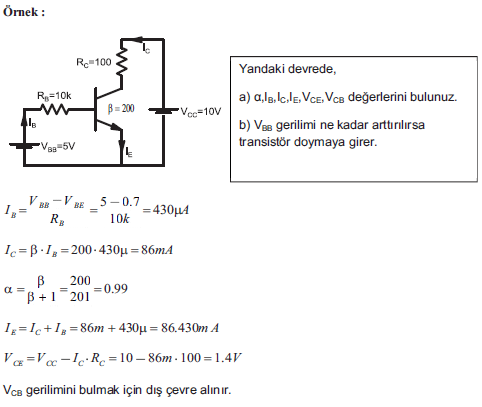 Örnek :
I_C
R_C=100
R_B=10k
β = 200
V_CC=10V
I_B
V_BB=5V
I_E
Yandaki devrede,
a) α,I_B,I_C,I_E,V_CE,V_CB değerlerini bulunuz.
b) V_BB gerilimi ne kadar arttırılırsa
transistör doymaya girer.
I_B = (V_BB − V_BE) / R_B = (5 − 0.7) / 10k = 430µA
I_C = β · I_B = 200 · 430µ = 86mA
α = β / (β + 1) = 200 / 201 = 0.99
I_E = I_C + I_B = 86m + 430µ = 86.430m A
V_CE = V_CC − I_C · R_C = 10 − 86m · 100 = 1.4V
V_CB gerilimini bulmak için dış çevre alınır.